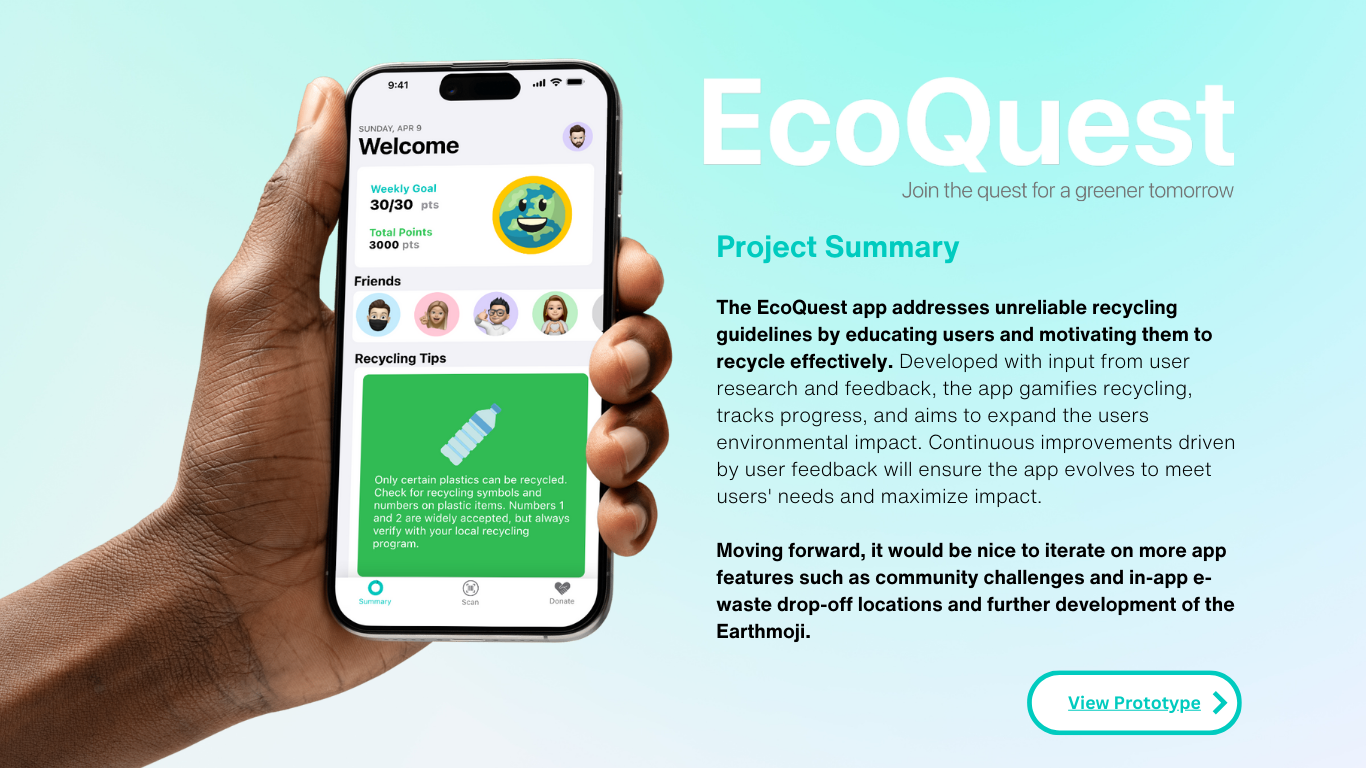 9:41
SUNDAY, APR 9
Welcome
Weekly Goal
30/30 pts
Total Points
3000 pts
Friends
Recycling Tips
Only certain plastics can be recycled.
Check for recycling symbols and
numbers on plastic items. Numbers 1
and 2 are widely accepted, but always
verify with your local recycling
program.
Summary
Scan
Donate
EcoQuest
Join the quest for a greener tomorrow
Project Summary
The EcoQuest app addresses unreliable recycling
guidelines by educating users and motivating them to
recycle effectively. Developed with input from user
research and feedback, the app gamifies recycling,
tracks progress, and aims to expand the users
environmental impact. Continuous improvements driven
by user feedback will ensure the app evolves to meet
users' needs and maximize impact.
Moving forward, it would be nice to iterate on more app
features such as community challenges and in-app e-
waste drop-off locations and further development of the
Earthmoji.
View Prototype